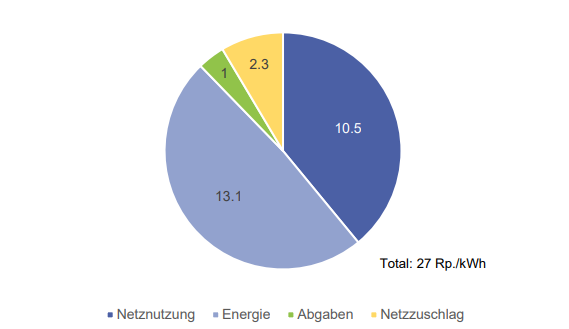 2.3
1
10.5
13.1
Total: 27 Rp./kWh
Netznutzung Energie Abgaben Netzzuschlag